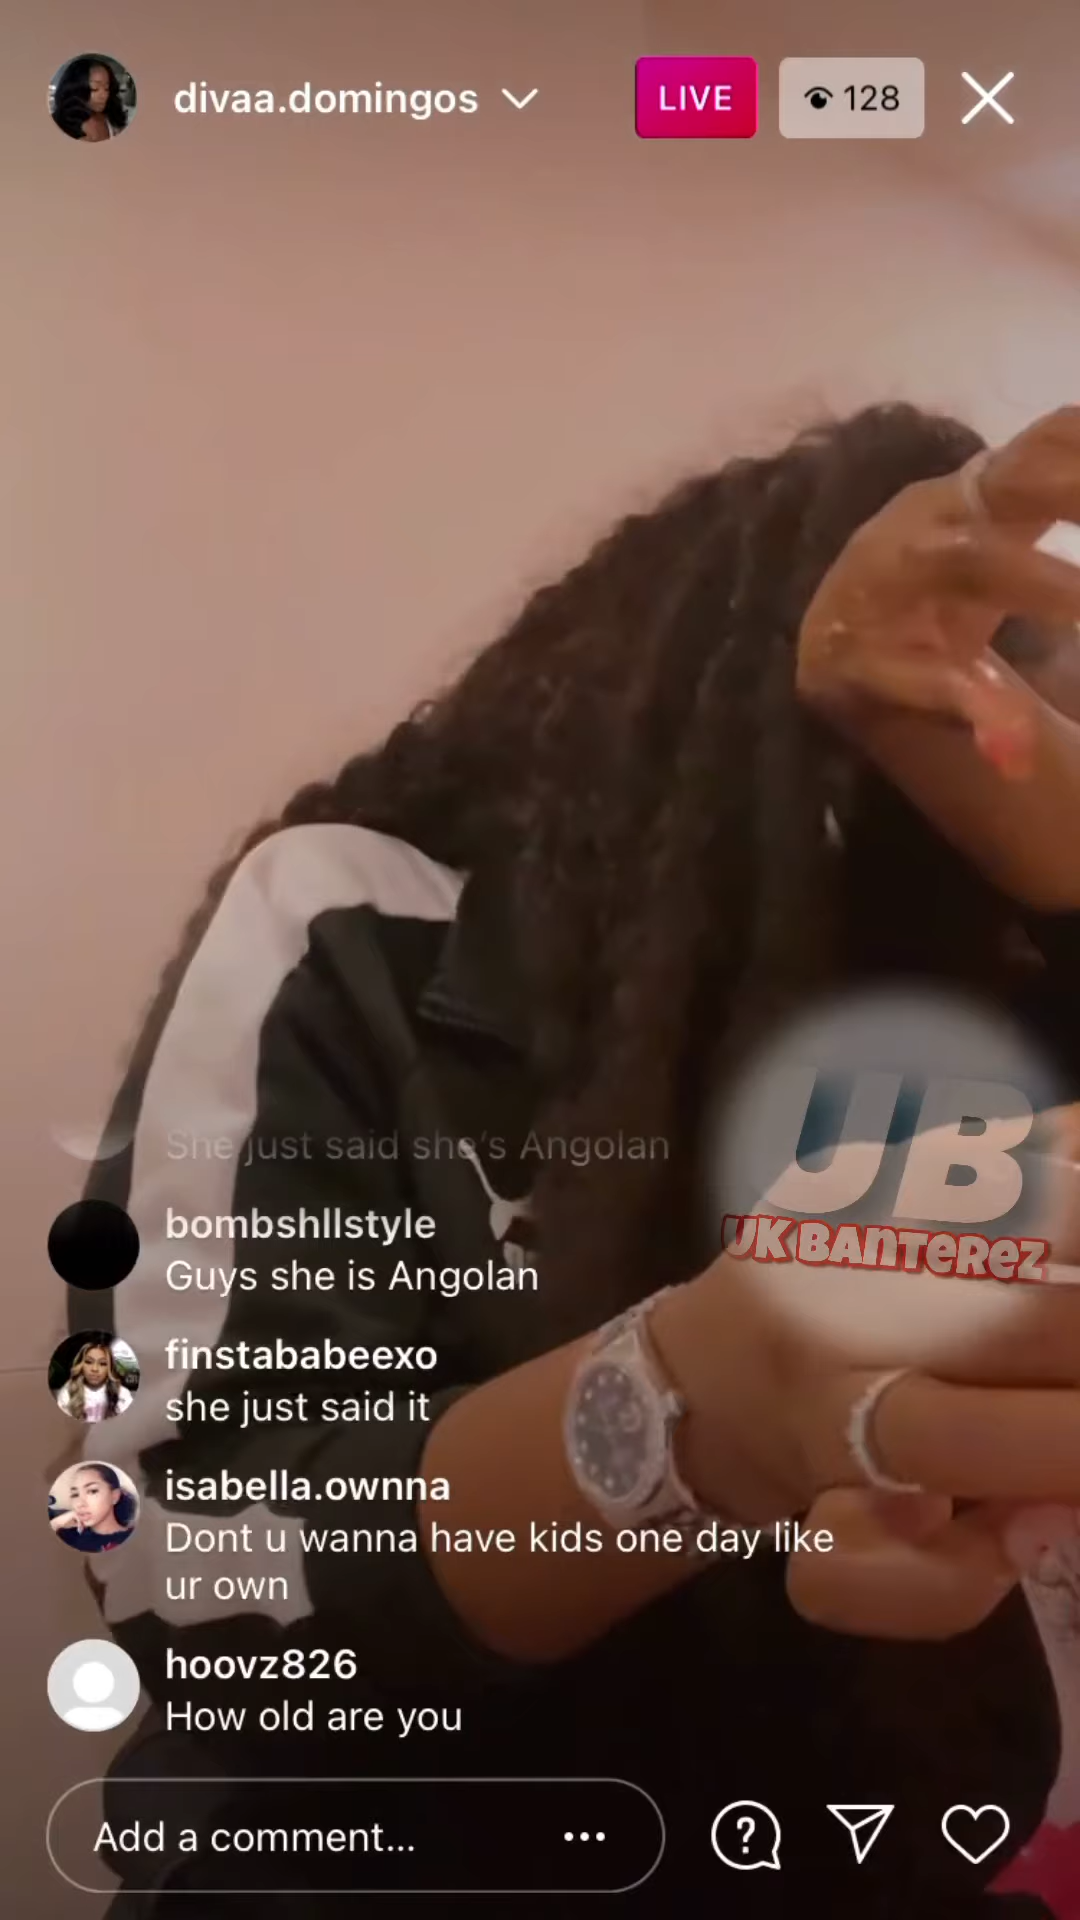 divaa.domingos
LIVE
128
She just said she's Angolan
UB
UK BANTEREZ
bombshllstyle
Guys she is Angolan
finstababeexo
she just said it
isabella.ownna
Dont u wanna have kids one day like
ur own
hoovz826
How old are you
Add a comment...